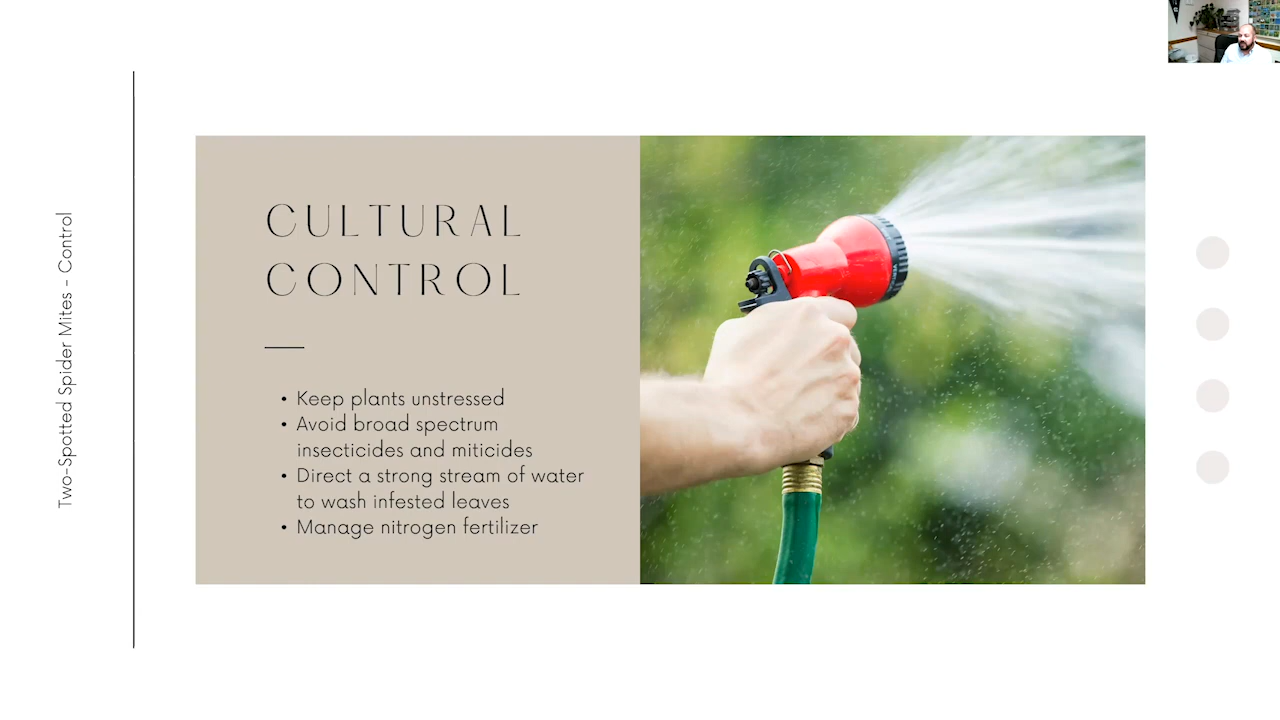 Two-Spotted Spider Mites - Control
CULTURAL
CONTROL
• Keep plants unstressed
• Avoid broad spectrum
insecticides and miticides
• Direct a strong stream of water
to wash infested leaves
• Manage nitrogen fertilizer